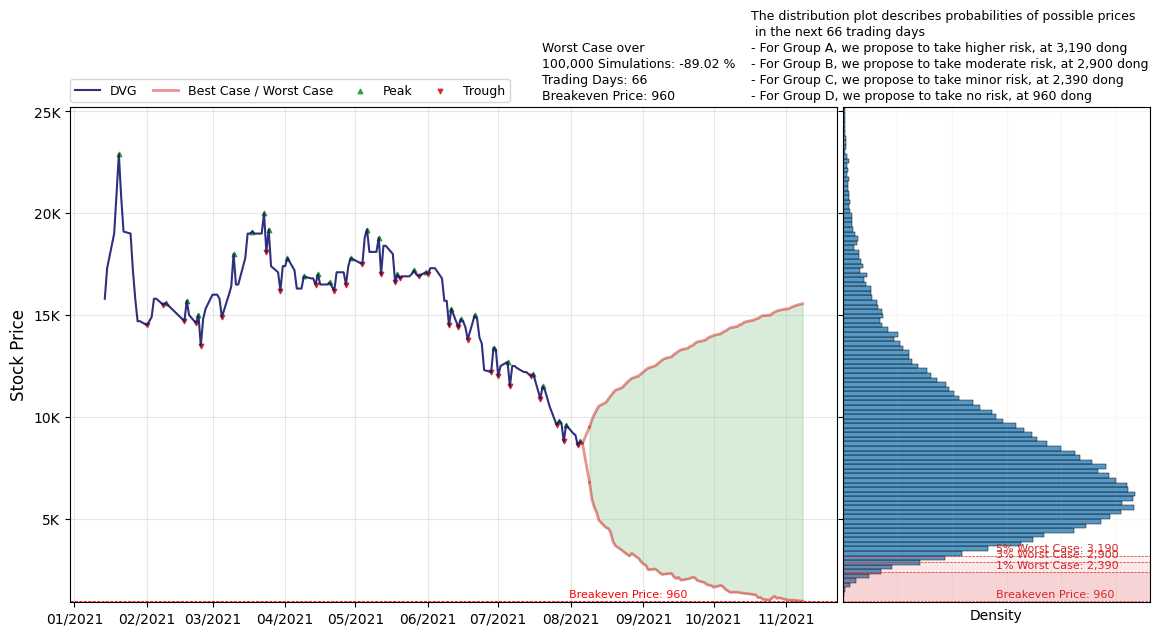 The distribution plot describes probabilities of possible prices
in the next 66 trading days
- For Group A, we propose to take higher risk, at 3,190 dong
- For Group B, we propose to take moderate risk, at 2,900 dong
- For Group C, we propose to take minor risk, at 2,390 dong
- For Group D, we propose to take no risk, at 960 dong
Worst Case over
100,000 Simulations: -89.02 %
Trading Days: 66
Breakeven Price: 960
DVG
Best Case / Worst Case
Peak
Trough
Stock Price
25K
20K
15K
10K
5K
Breakeven Price: 960
01/2021
02/2021
03/2021
04/2021
05/2021
06/2021
07/2021
08/2021
09/2021
10/2021
11/2021
5% Worst Case: 3,190
3% Worst Case: 2,900
1% Worst Case: 2,390
Breakeven Price: 960
Density